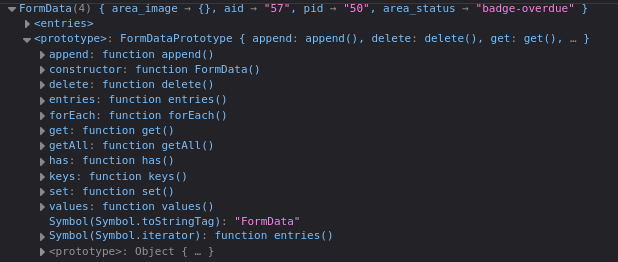 FormData(4) { area_image → {}, aid → "57", pid → "50", area_status → "badge-overdue" }
<entries>
<prototype>: FormDataPrototype { append: append(), delete: delete(), get: get(), … }
append: function append()
constructor: function FormData()
delete: function delete()
entries: function entries()
forEach: function forEach()
get: function get()
getAll: function getAll()
has: function has()
keys: function keys()
set: function set()
values: function values()
Symbol(Symbol.toStringTag): "FormData"
Symbol(Symbol.iterator): function entries()
<prototype>: Object { … }